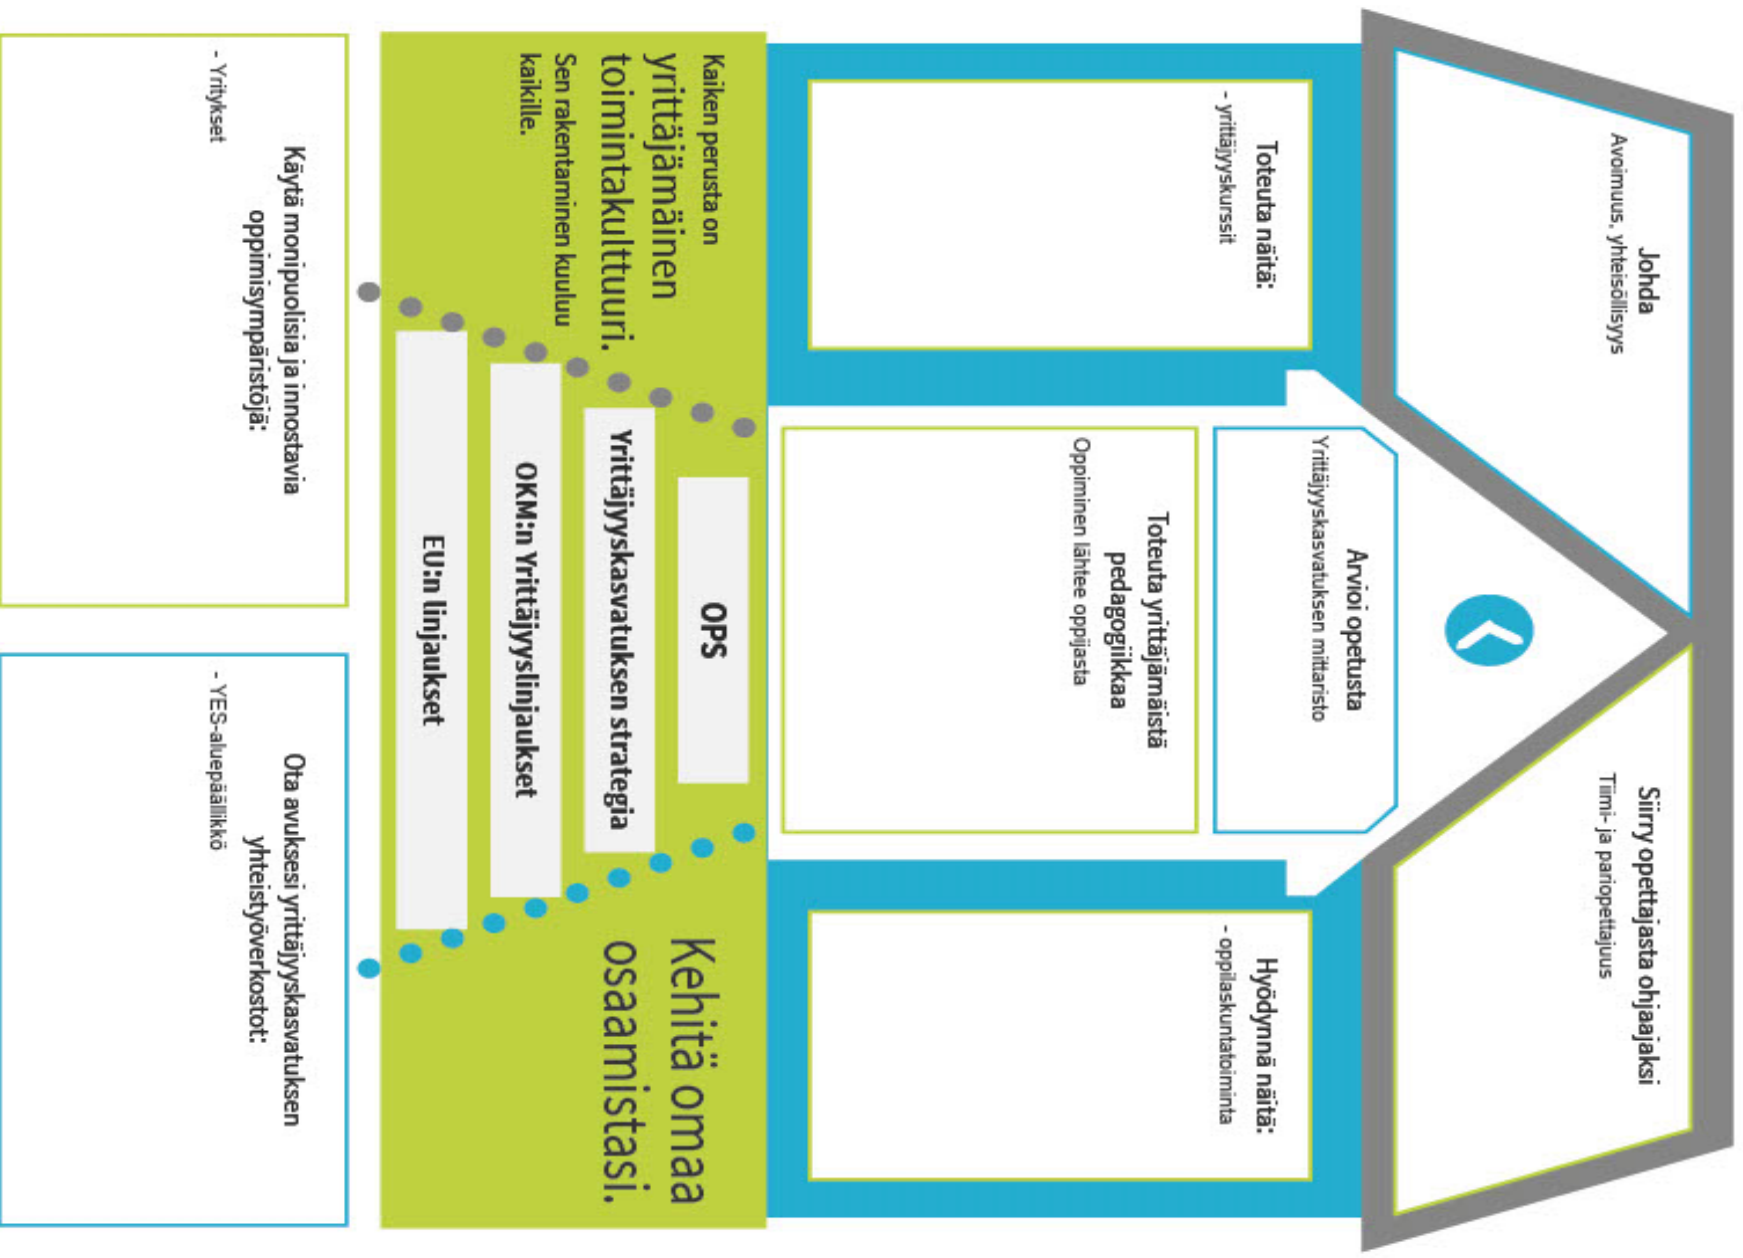 Johda
Avoimuus, yhteisöllisyys
Siirry opettajasta ohjaajaksi
Tiimi- ja pariopettajuus
Arvioi opetusta
Yrittäjyyskasvatuksen mittaristo
Toteuta näitä:
- yrittäjyyskurssit
Toteuta yrittäjämäistä
pedagogiikkaa
Oppiminen lähtee oppijasta
Hyödynnä näitä:
- oppilaskuntatoiminta
Kaiken perusta on
yrittäjämäinen
toimintakulttuuri.
Sen rakentaminen kuuluu
kaikille.
OPS
Yrittäjyyskasvatuksen strategia
OKM:n Yrittäjyyslinjaukset
EU:n linjaukset
Kehitä omaa
osaamistasi.
Käytä monipuolisia ja innostavia
oppimisympäristöjä:
- Yritykset
Ota avuksesi yrittäjyyskasvatuksen
yhteistyöverkostot:
- YES-aluepäällikkö